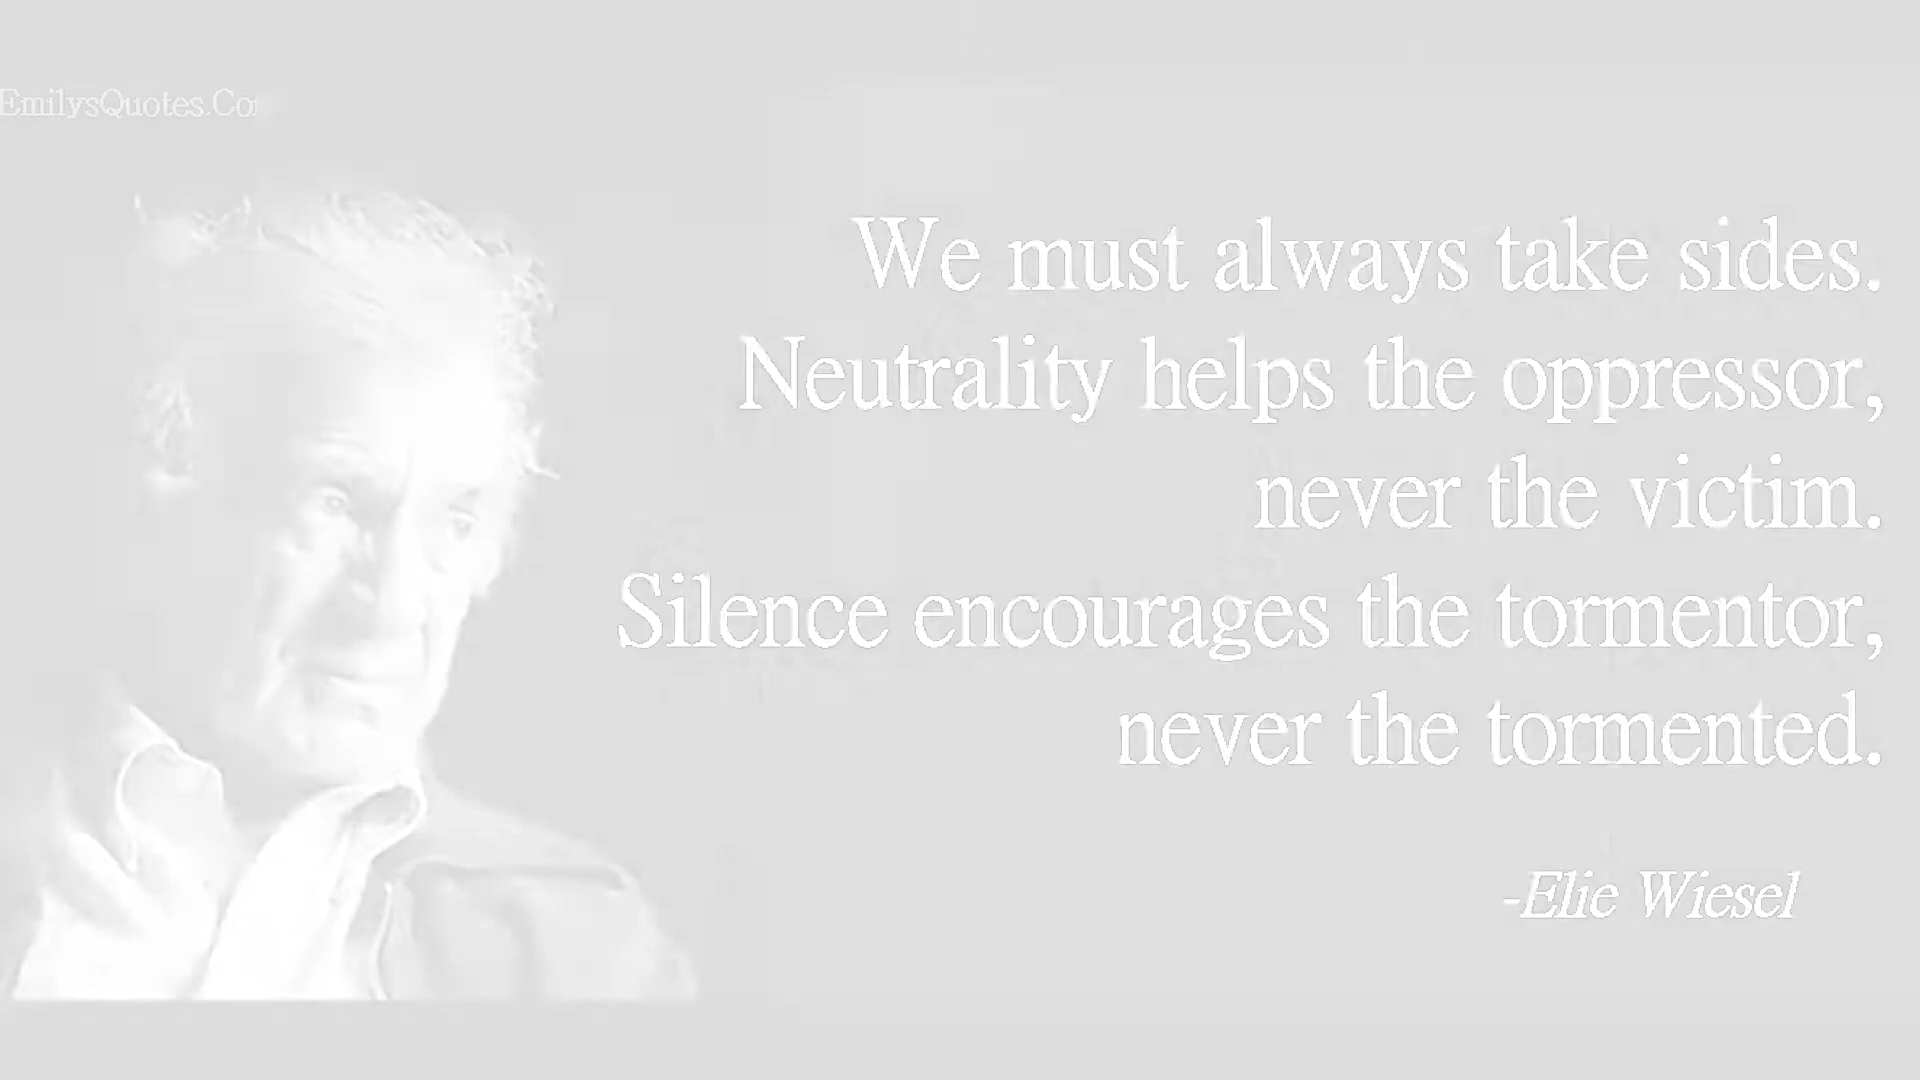 EmilysQuotes.Co
We must always take sides.
Neutrality helps the oppressor,
never the victim.
Silence encourages the tormentor,
never the tormented.
-Elie Wiesel